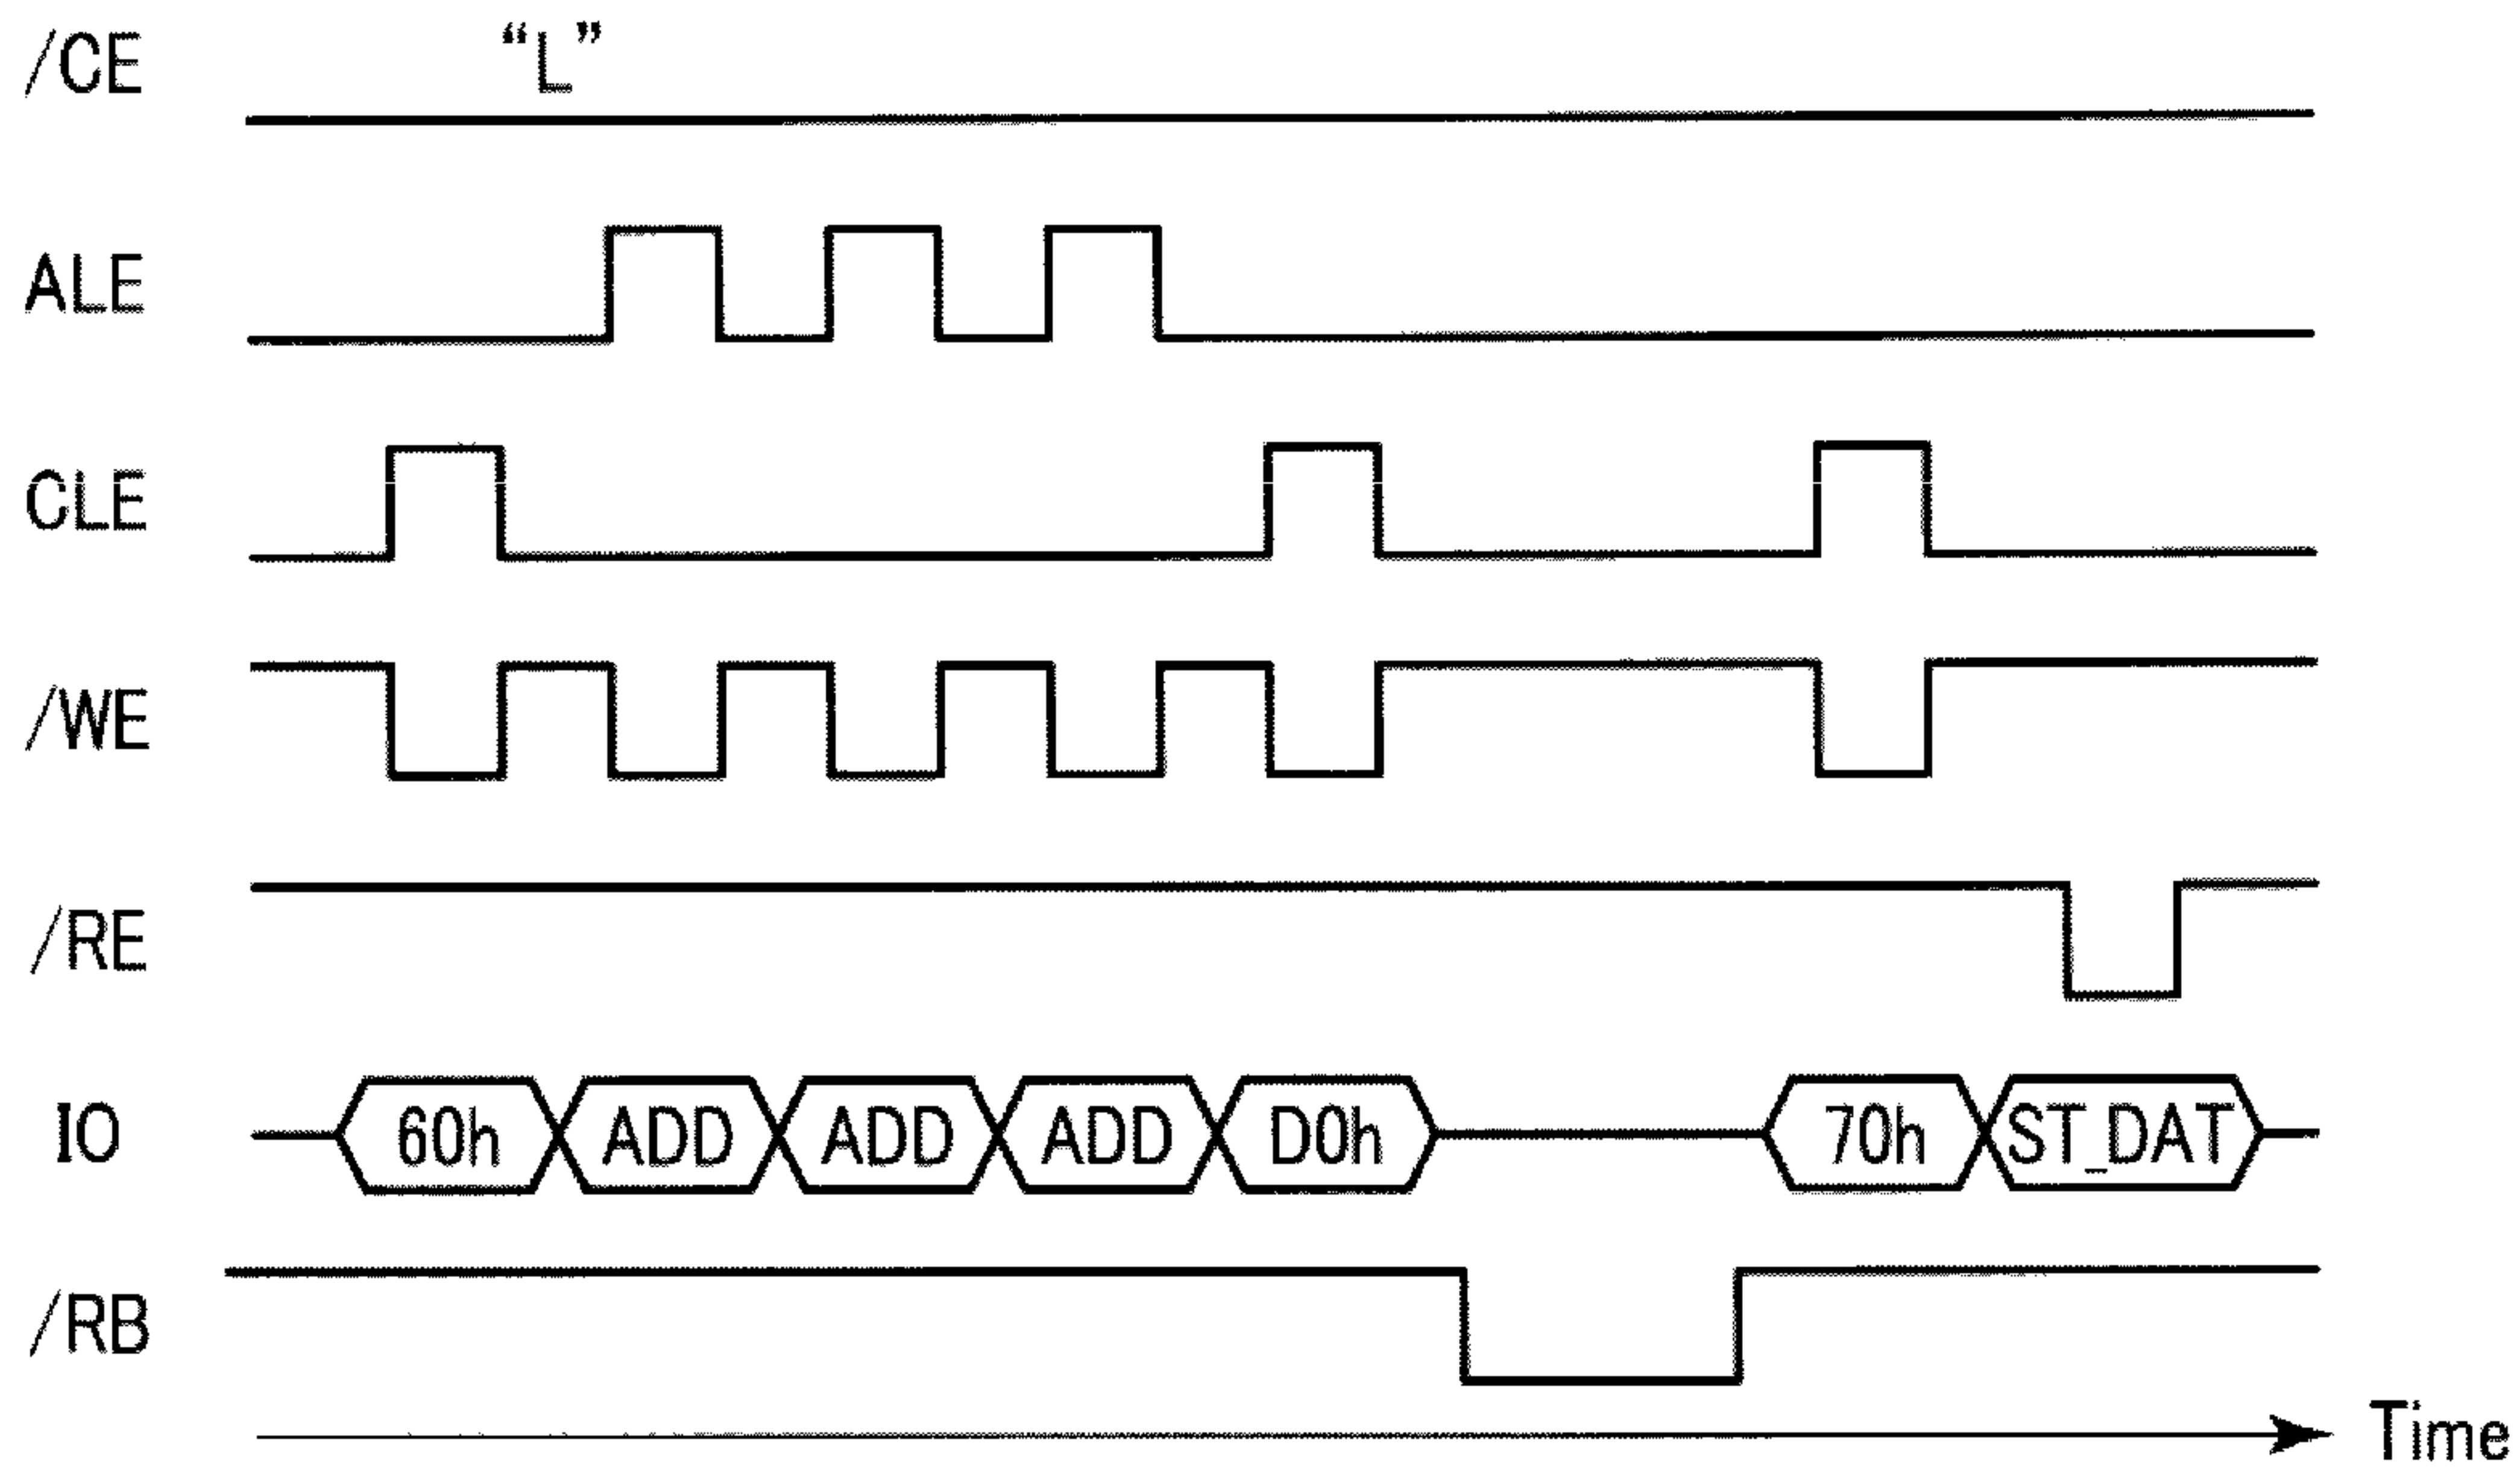 /CE “L”
ALE
CLE
/WE
/RE
IO 60h ADD ADD ADD D0h 70h ST_DAT
/RB
Time